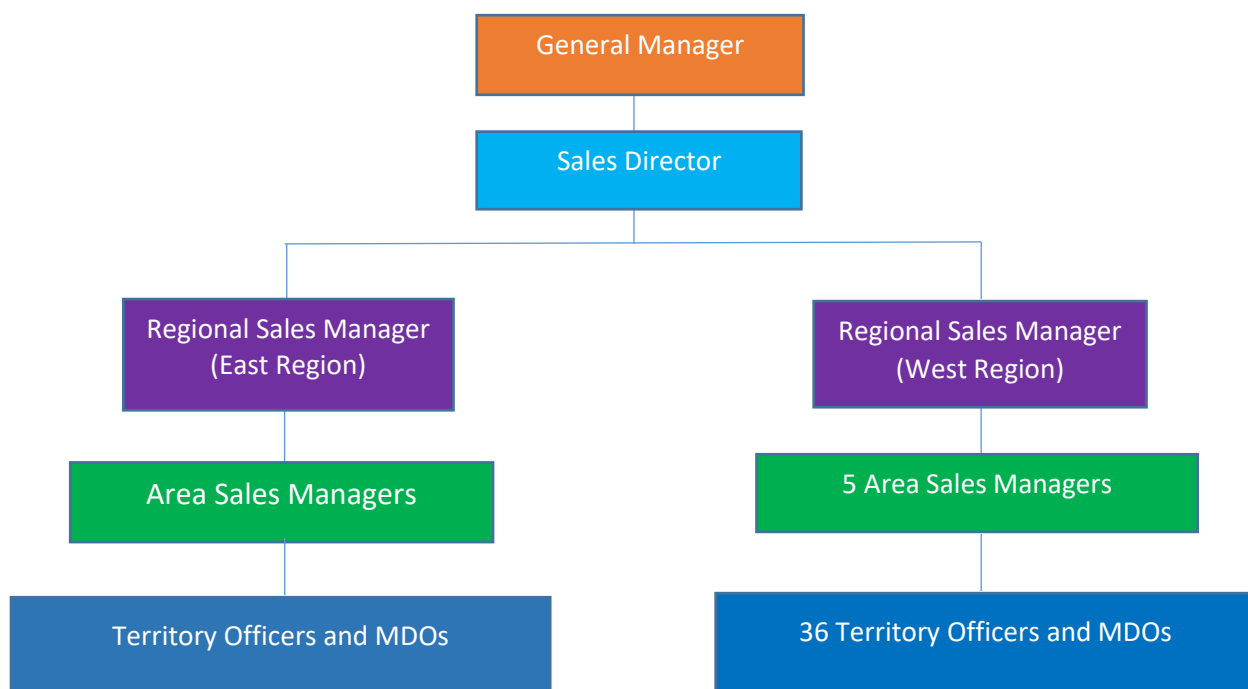 General Manager
Sales Director
Regional Sales Manager
(East Region)
Regional Sales Manager
(West Region)
Area Sales Managers
5 Area Sales Managers
Territory Officers and MDOs
36 Territory Officers and MDOs